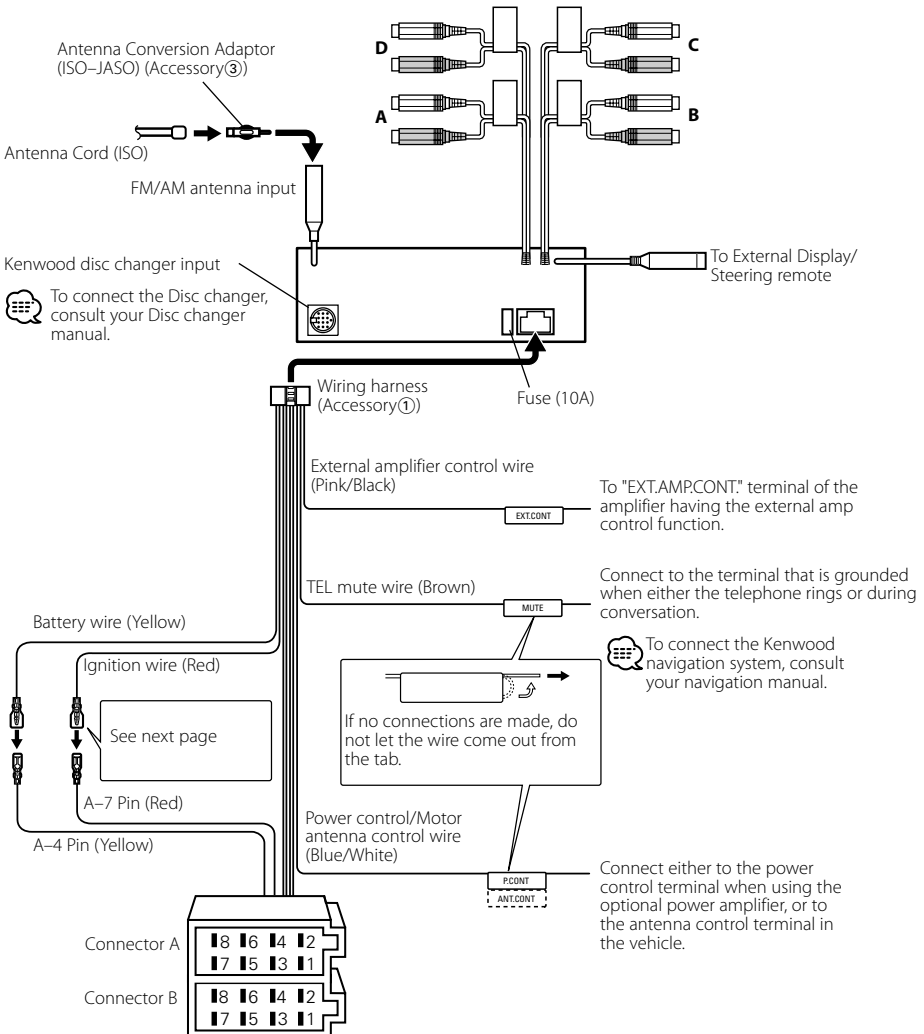 D
C
A
B
Antenna Conversion Adaptor
(ISO–JASO) (Accessory③)
Antenna Cord (ISO)
FM/AM antenna input
Kenwood disc changer input
To connect the Disc changer,
consult your Disc changer
manual.
To External Display/
Steering remote
Wiring harness
(Accessory①)
Fuse (10A)
External amplifier control wire
(Pink/Black)
EXT.CONT
To "EXT.AMP.CONT." terminal of the
amplifier having the external amp
control function.
TEL mute wire (Brown)
MUTE
Connect to the terminal that is grounded
when either the telephone rings or during
conversation.
To connect the Kenwood
navigation system, consult
your navigation manual.
Battery wire (Yellow)
Ignition wire (Red)
See next page
If no connections are made, do
not let the wire come out from
the tab.
A–7 Pin (Red)
A–4 Pin (Yellow)
Power control/Motor
antenna control wire
(Blue/White)
P.CONT
ANT.CONT
Connect either to the power
control terminal when using the
optional power amplifier, or to
the antenna control terminal in
the vehicle.
Connector A
8 6 4 2
7 5 3 1
Connector B
8 6 4 2
7 5 3 1